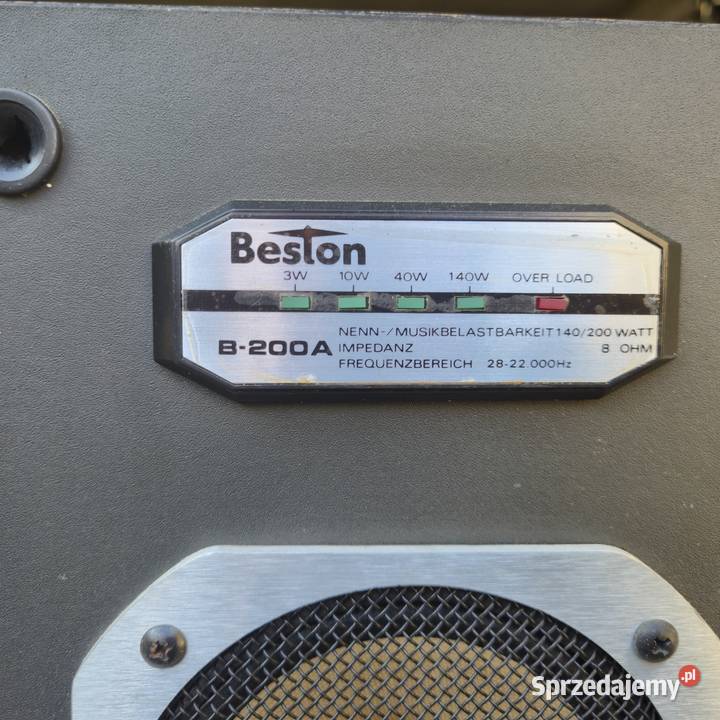 Beston
3W 10W 40W 140W OVER LOAD
B-200A
NENN-/MUSIKBELASTBARKEIT 140/200 WATT
IMPEDANZ 8 OHM
FREQUENZBEREICH 28-22.000Hz
Sprzedajemy.pl